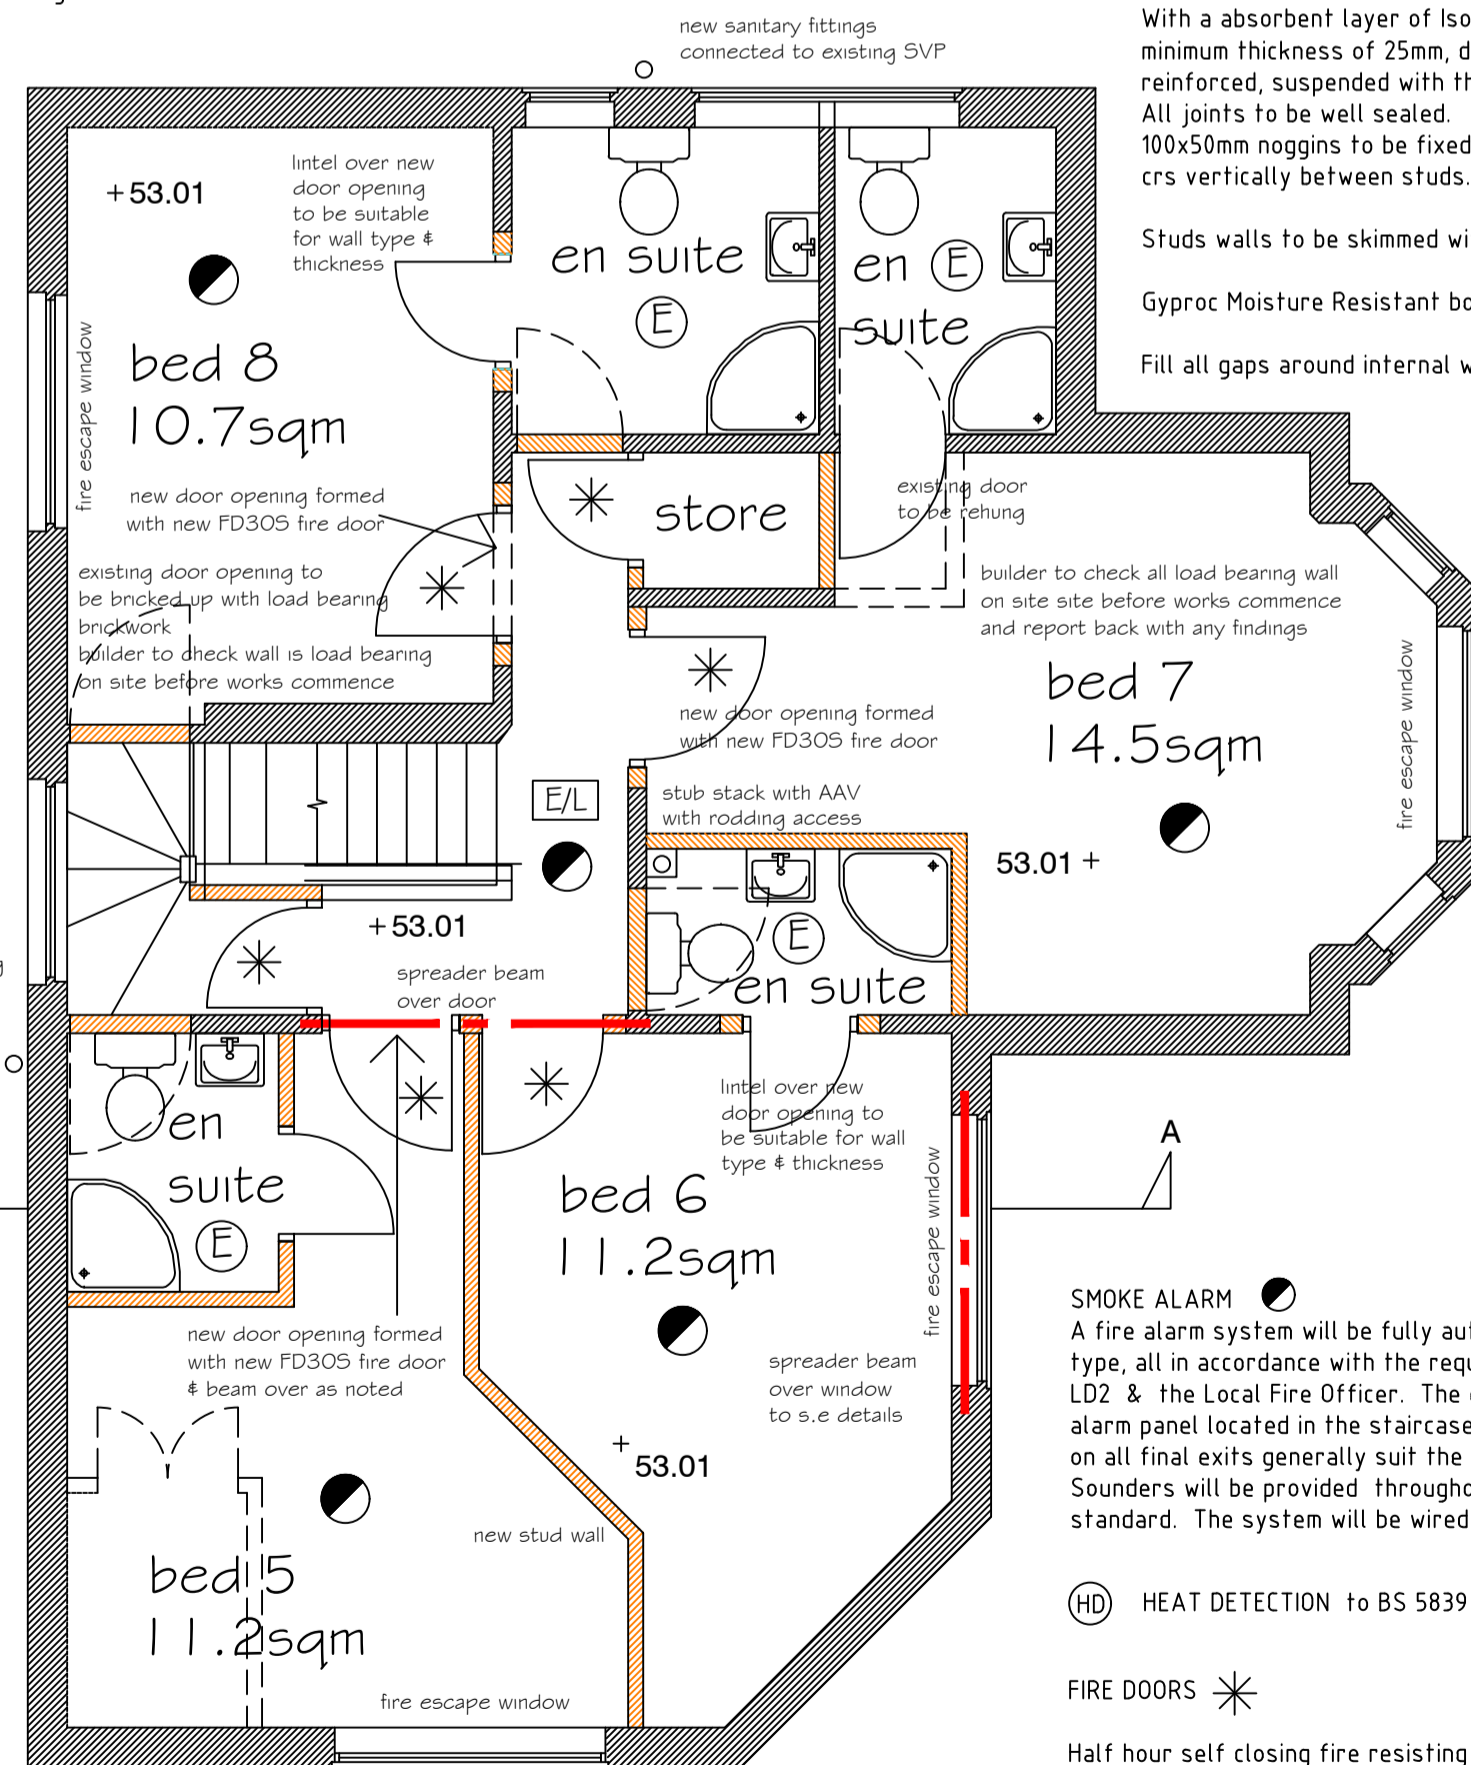 new sanitary fittings
connected to existing SVP
With a absorbent layer of Iso
minimum thickness of 25mm, d
reinforced, suspended with th
All joints to be well sealed.
100x50mm noggins to be fixed
crs vertically between studs.
Studs walls to be skimmed wi
Gyproc Moisture Resistant bo
Fill all gaps around internal w
+53.01
lintel over new
door opening
to be suitable
for wall type &
thickness
en suite
E
en E
suite
fire escape window
bed 8
10.7sqm
new door opening formed
with new FD30S fire door
store
existing door
to be rehung
existing door opening to
be bricked up with load bearing
brickwork
builder to check wall is load bearing
on site before works commence
builder to check all load bearing wall
on site site before works commence
and report back with any findings
bed 7
14.5sqm
fire escape window
new door opening formed
with new FD30S fire door
E/L
stub stack with AAV
with rodding access
53.01 +
+53.01
E
en suite
spreader beam
over door
en
suite
E
lintel over new
door opening to
be suitable for wall
type & thickness
bed 6
11.2sqm
fire escape window
A
new door opening formed
with new FD30S fire door
& beam over as noted
spreader beam
over window
to s.e details
+
53.01
new stud wall
bed 5
11.2sqm
fire escape window
SMOKE ALARM
A fire alarm system will be fully aut
type, all in accordance with the requ
LD2 & the Local Fire Officer. The
alarm panel located in the staircase
on all final exits generally suit the
Sounders will be provided througho
standard. The system will be wired
HD HEAT DETECTION to BS 5839
FIRE DOORS
Half hour self closing fire resisting